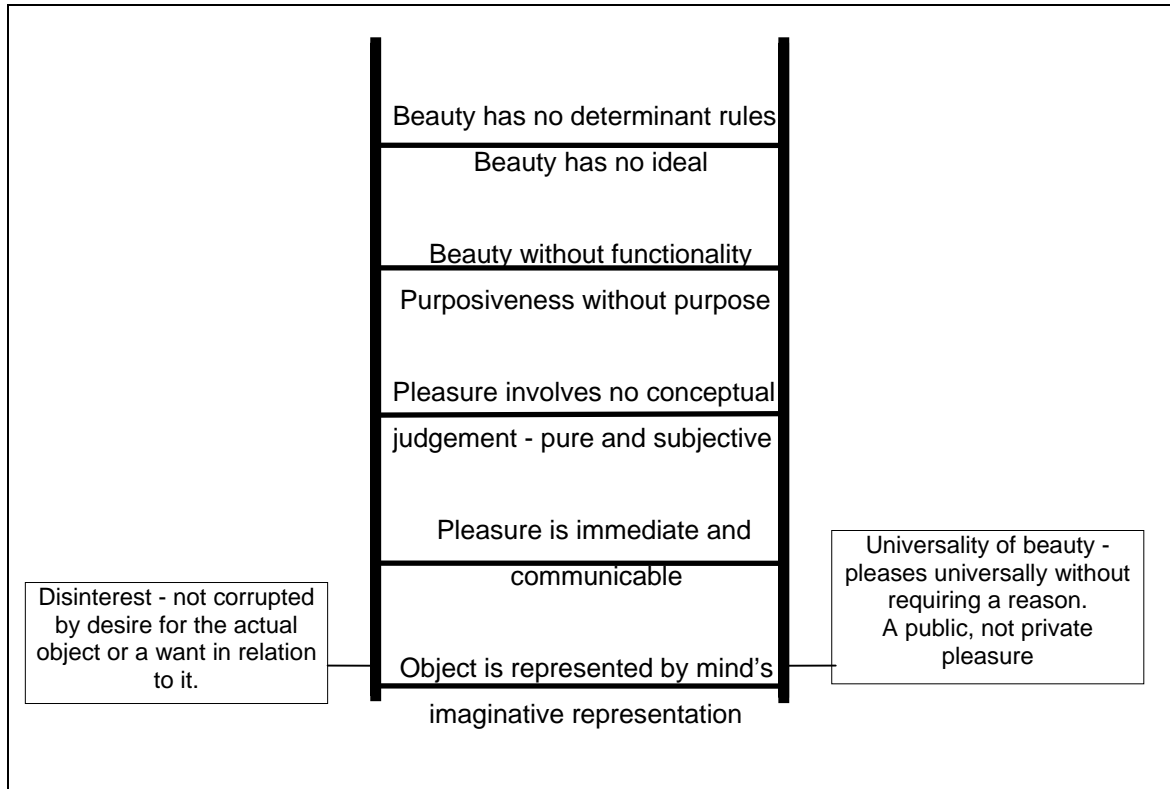 Beauty has no determinant rules
Beauty has no ideal
Beauty without functionality
Purposiveness without purpose
Pleasure involves no conceptual
judgement - pure and subjective
Pleasure is immediate and
communicable
Object is represented by mind’s
imaginative representation
Disinterest - not corrupted
by desire for the actual
object or a want in relation
to it.
Universality of beauty -
pleases universally without
requiring a reason.
A public, not private
pleasure